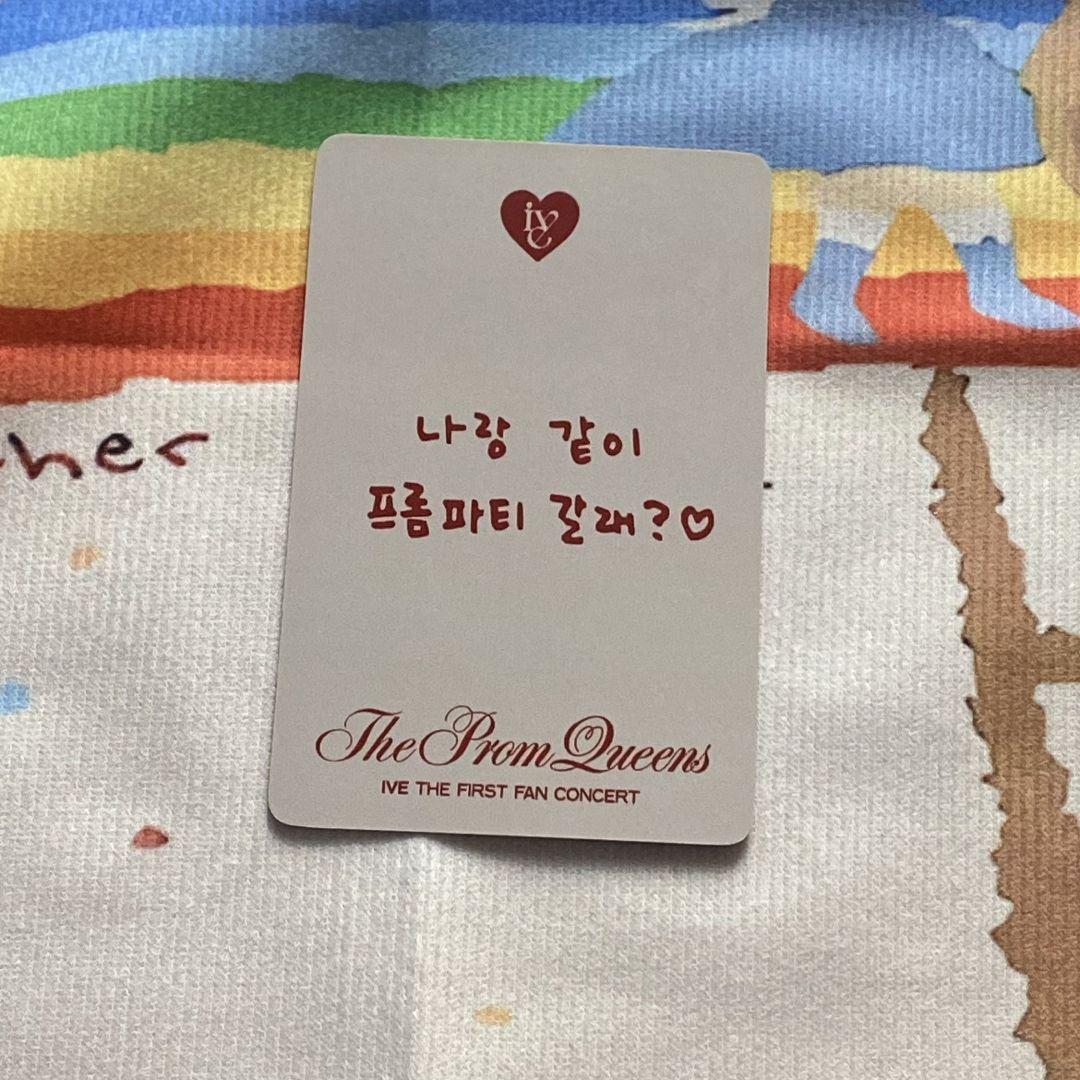 ive
나랑 같이
프롬파티 갈래?♡
The Prom Queens
IVE THE FIRST FAN CONCERT
her